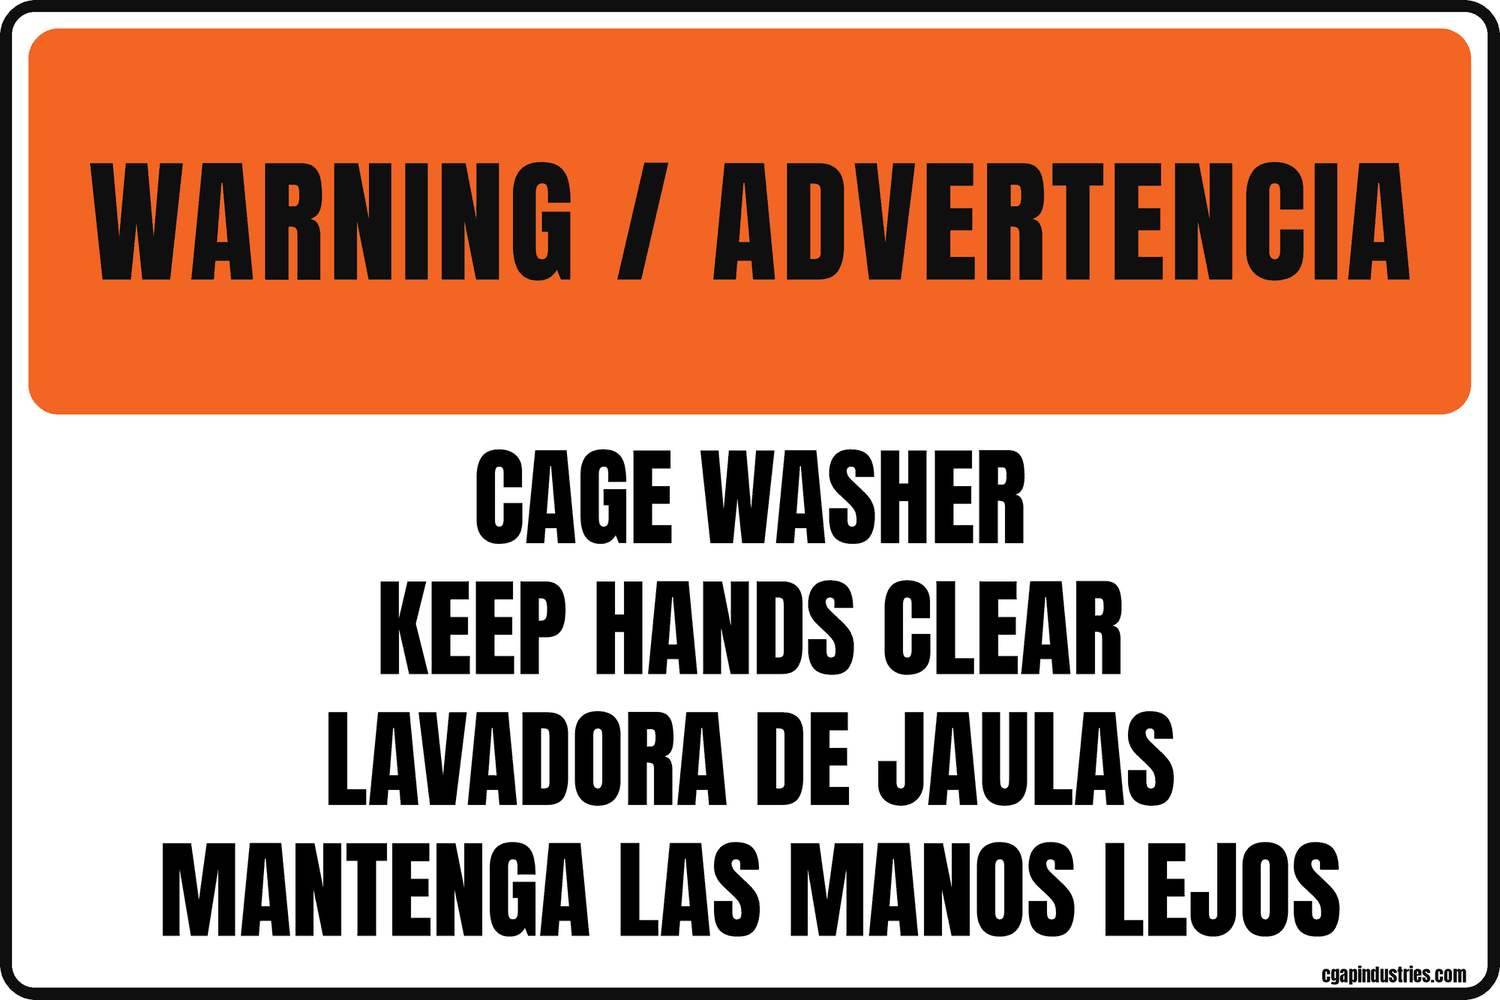 WARNING / ADVERTENCIA
CAGE WASHER
KEEP HANDS CLEAR
LAVADORA DE JAULAS
MANTENGA LAS MANOS LEJOS
cgapindustries.com